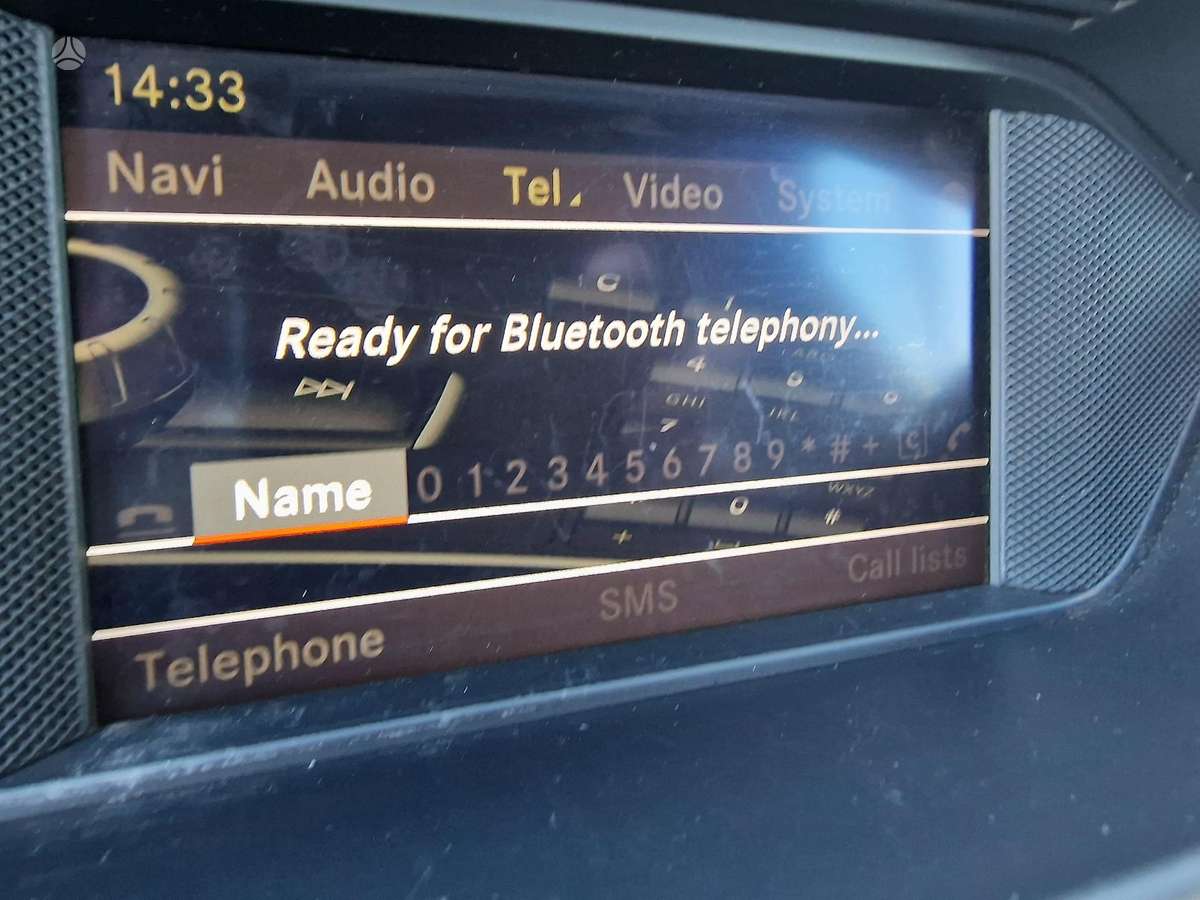 14:33
Navi Audio Tel Video System
Ready for Bluetooth telephony...
Name 0 1 2 3 4 5 6 7 8 9 * # +
Telephone SMS Call lists